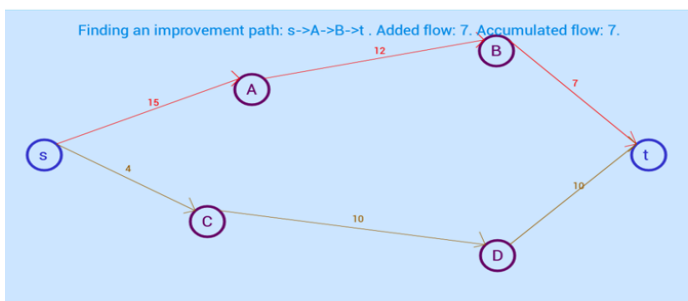 Finding an improvement path: s->A->B->t . Added flow: 7. Accumulated flow: 7.
B
12
7
A
15
s
t
4
10
C
10
D